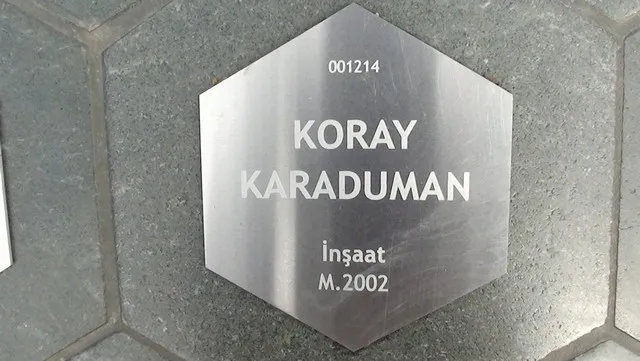 001214
KORAY
KARADUMAN
İnşaat
M.2002